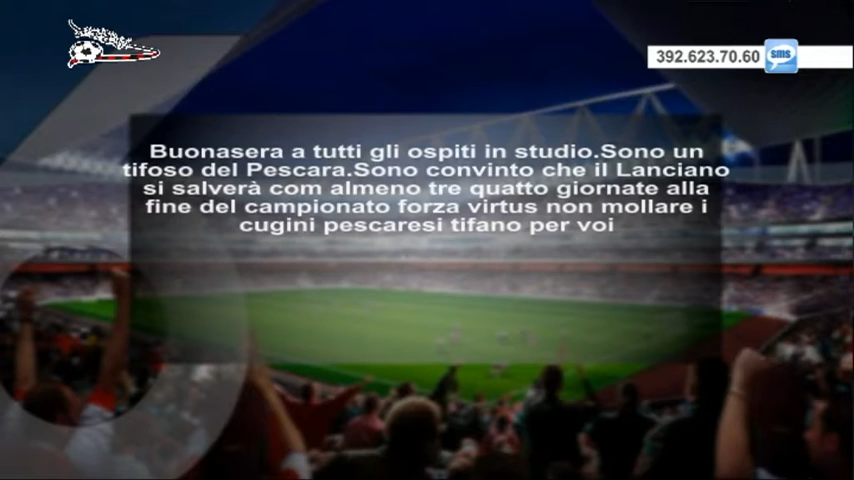 392.623.70.60
sms
Buonasera a tutti gli ospiti in studio.Sono un
tifoso del Pescara.Sono convinto che il Lanciano
si salverà com almeno tre quatto giornate alla
fine del campionato forza virtus non mollare i
cugini pescaresi tifano per voi